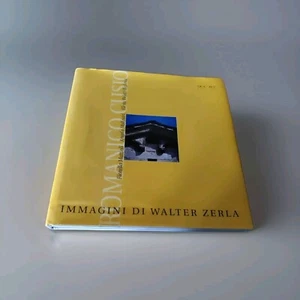 ROMANICO CUSIO
IMMAGINI DI WALTER ZERLA